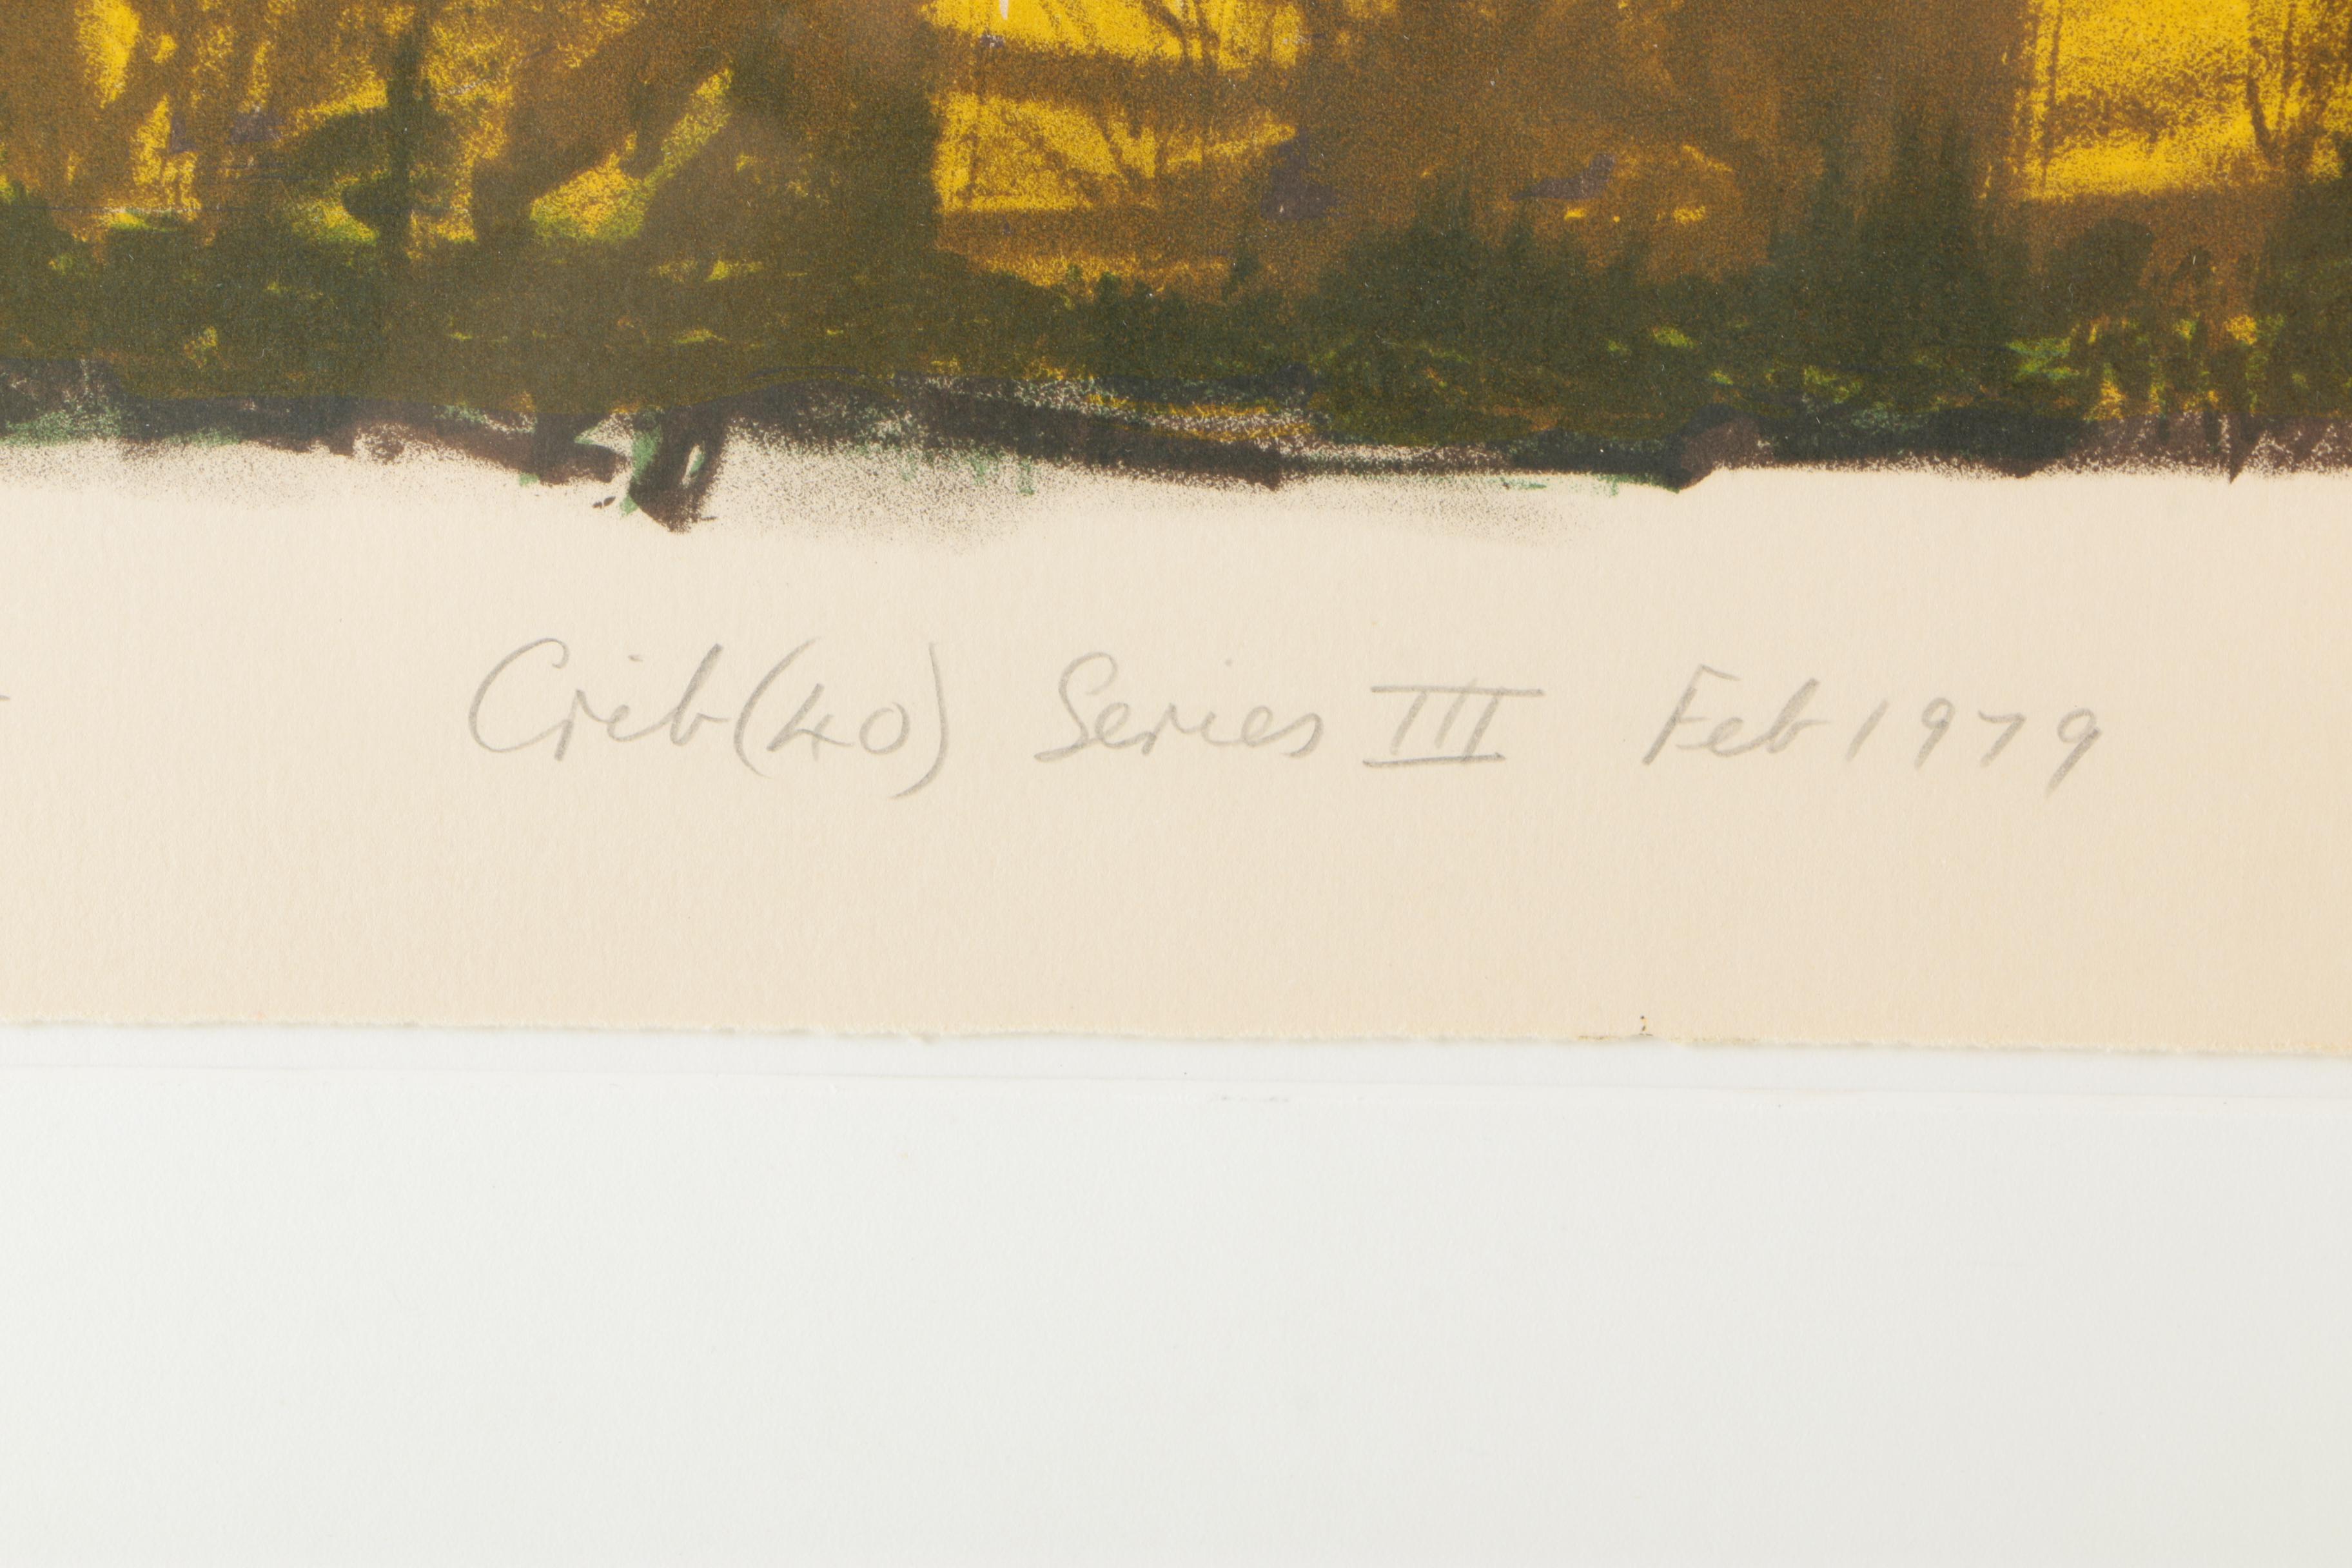 Crib(40) Series III Feb 1979